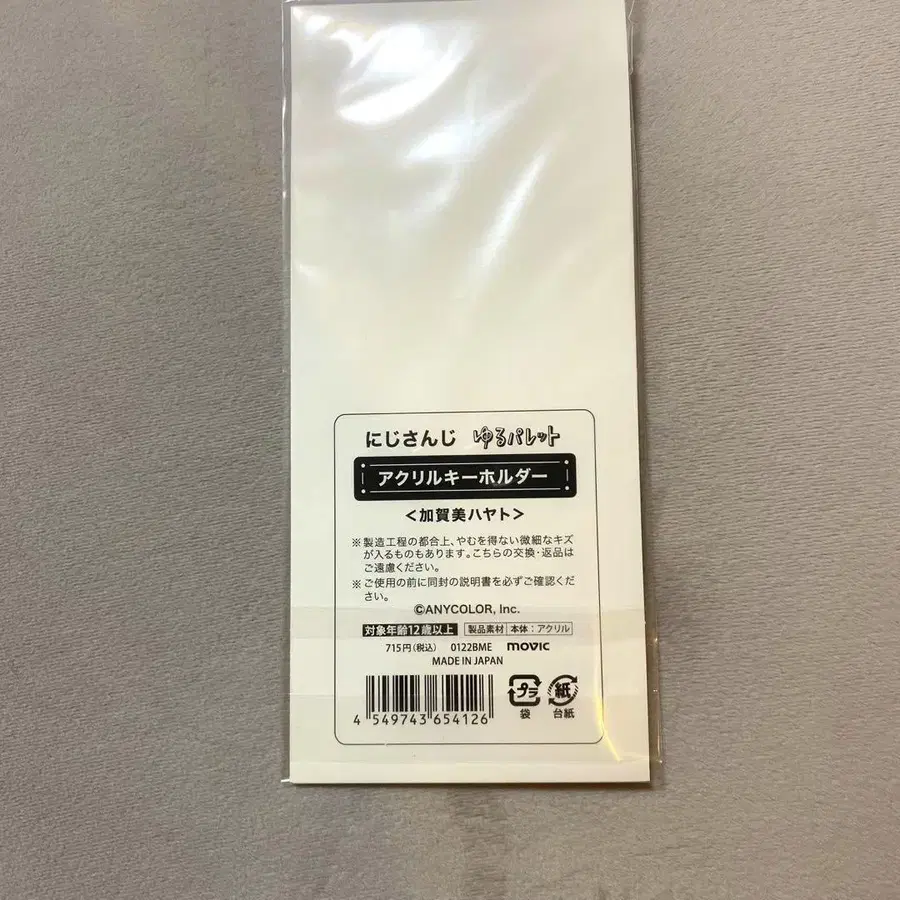 にじさんじ ゆるパレット
アクリルキーホルダー
<加賀美ハヤト>
※製造工程の都合上、やむを得ない微細なキズ
が入るものもあります。こちらの交換・返品は
ご遠慮ください。
※ご使用の前に同封の説明書を必ずご確認くだ
さい。
©ANYCOLOR, Inc.
対象年齢12歳以上 製品素材 本体：アクリル
715円(税込) 0122BME movic
MADE IN JAPAN
4 549743 654126
プラ 紙
袋 台紙